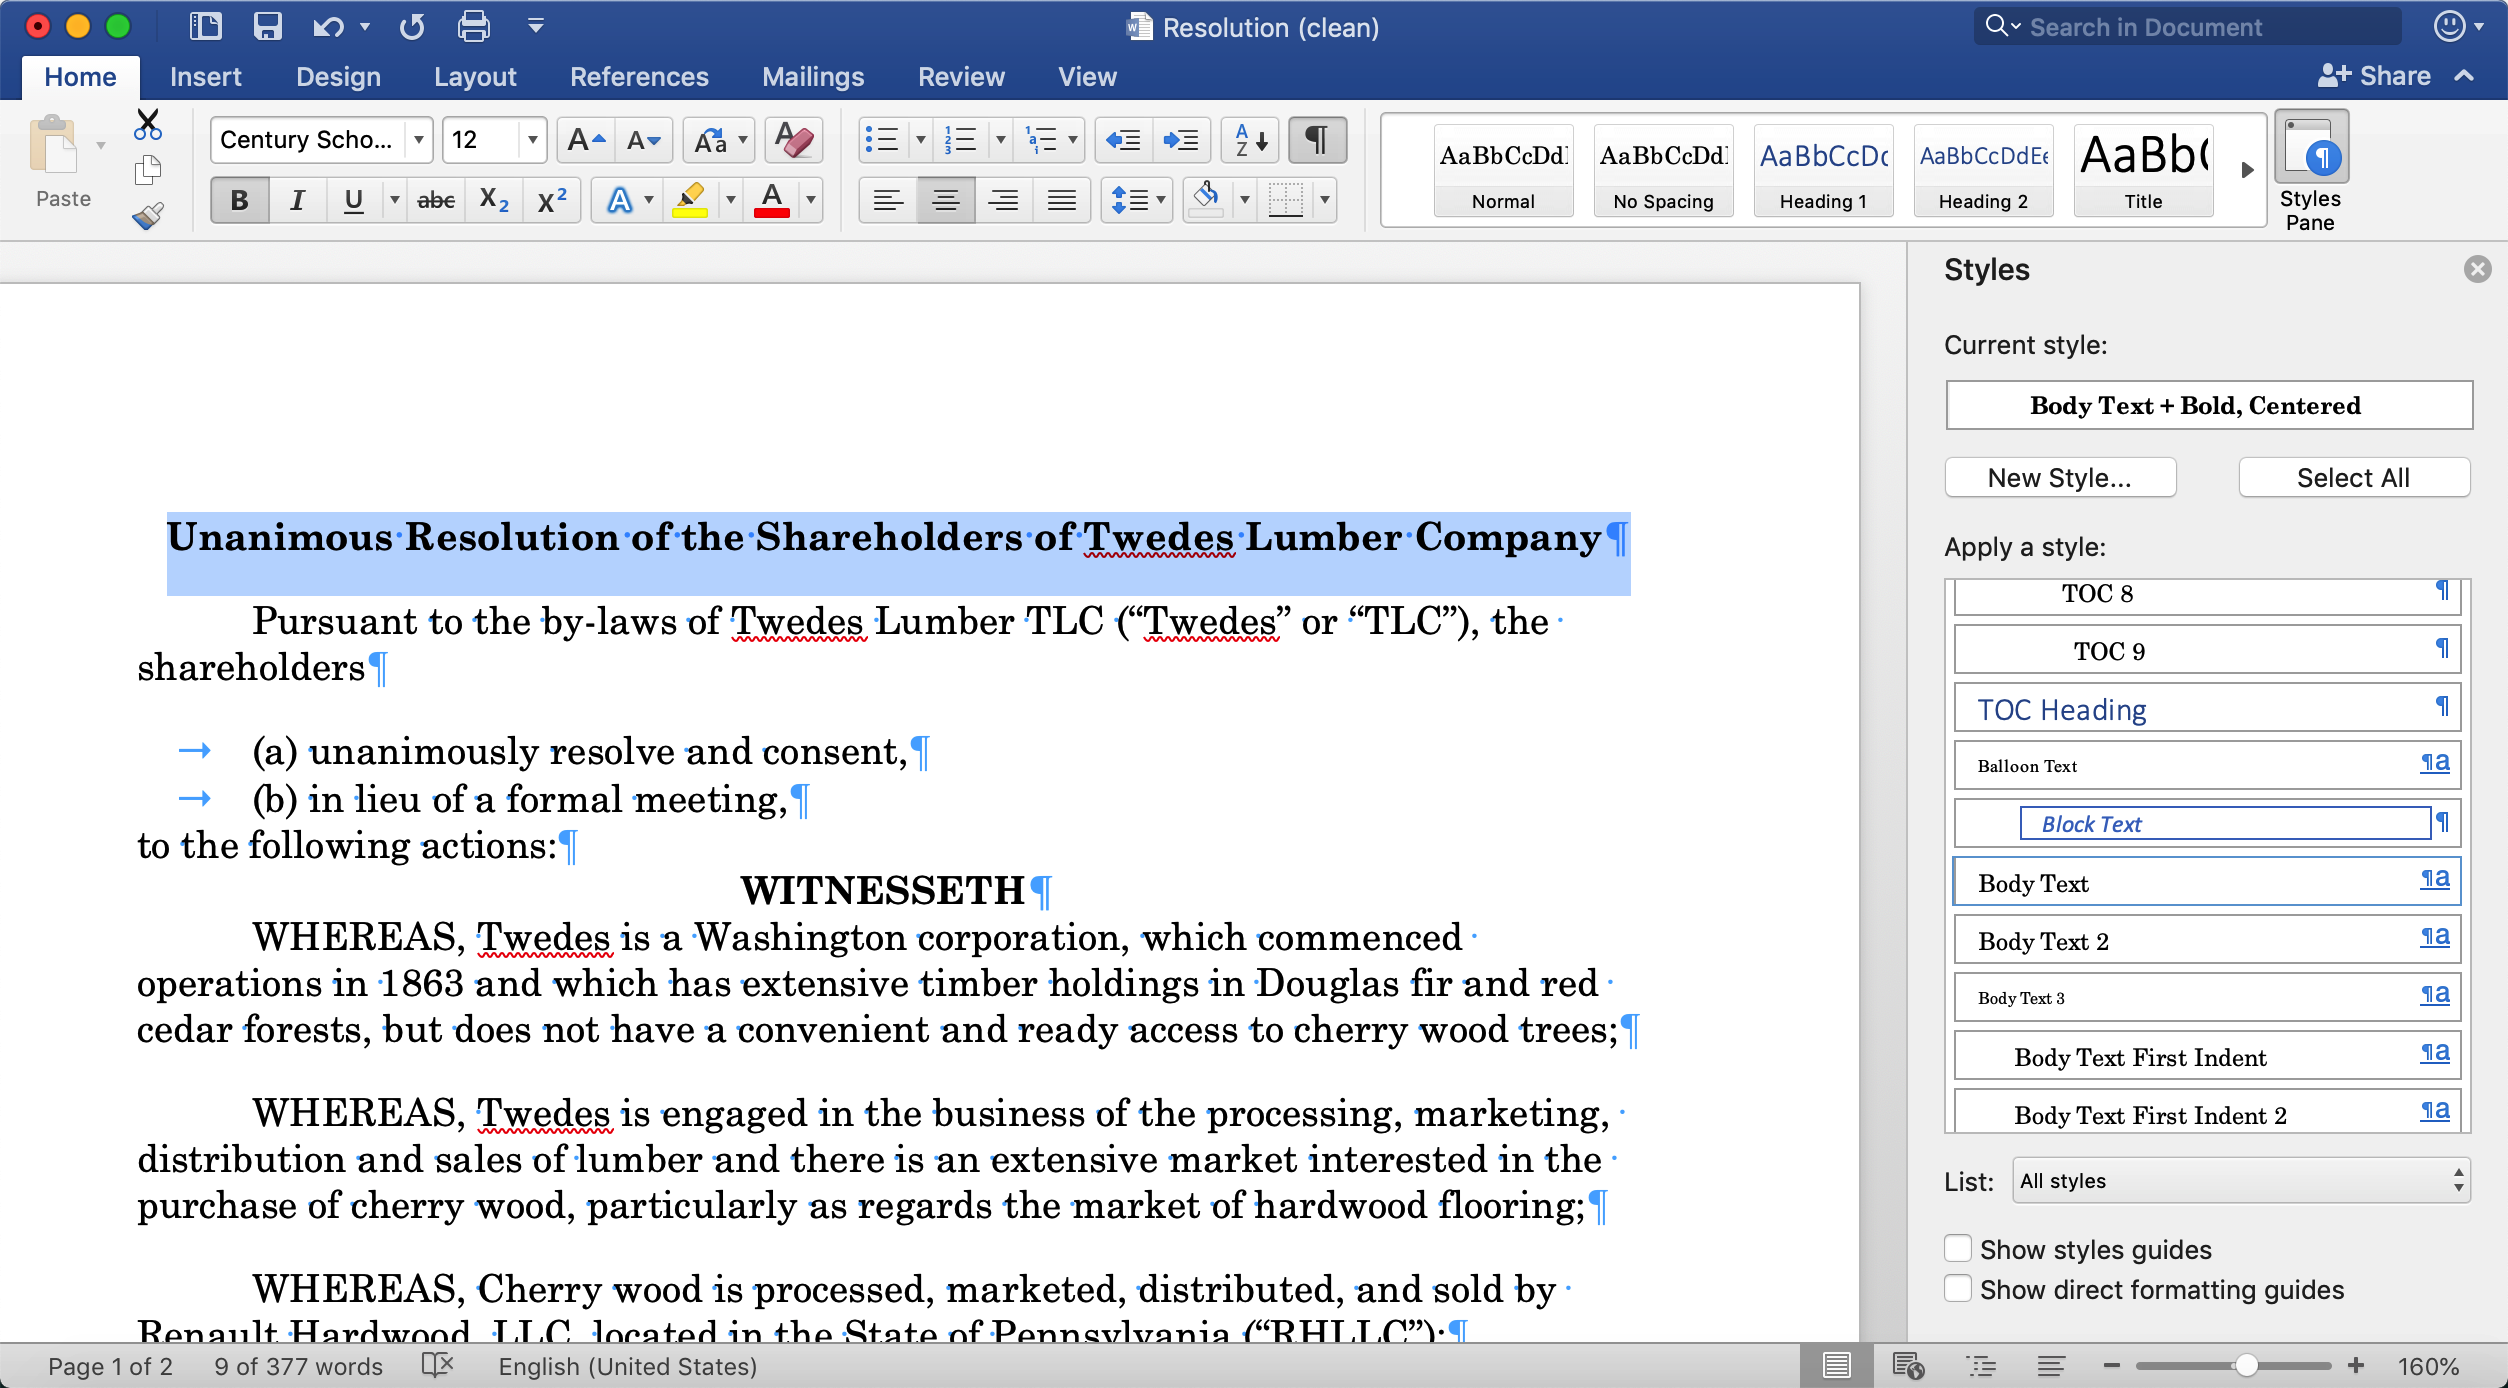 Resolution (clean)
Search in Document
Home Insert Design Layout References Mailings Review View Share
Paste
Century Scho... 12
B I U abc X2 X2 A A
AaBbCcDdl AaBbCcDdl AaBbCcDc AaBbCcDdEe AaBb(
Normal No Spacing Heading 1 Heading 2 Title
Styles
Pane
Unanimous Resolution of the Shareholders of Twedes Lumber Company¶
Pursuant to the by-laws of Twedes Lumber TLC (“Twedes” or “TLC”), the
shareholders¶
→ (a) unanimously resolve and consent,¶
→ (b) in lieu of a formal meeting,¶
to the following actions:¶
WITNESSETH¶
WHEREAS, Twedes is a Washington corporation, which commenced
operations in 1863 and which has extensive timber holdings in Douglas fir and red
cedar forests, but does not have a convenient and ready access to cherry wood trees;¶
WHEREAS, Twedes is engaged in the business of the processing, marketing,
distribution and sales of lumber and there is an extensive market interested in the
purchase of cherry wood, particularly as regards the market of hardwood flooring;¶
WHEREAS, Cherry wood is processed, marketed, distributed, and sold by
Renault Hardwood, LLC, located in the State of Pennsylvania (“RHLLC”);¶
Styles
Current style:
Body Text + Bold, Centered
New Style... Select All
Apply a style:
TOC 8 ¶
TOC 9 ¶
TOC Heading ¶
Balloon Text ¶a
Block Text ¶
Body Text ¶a
Body Text 2 ¶a
Body Text 3 ¶a
Body Text First Indent ¶a
Body Text First Indent 2 ¶a
List: All styles
Show styles guides
Show direct formatting guides
Page 1 of 2 9 of 377 words English (United States) 160%